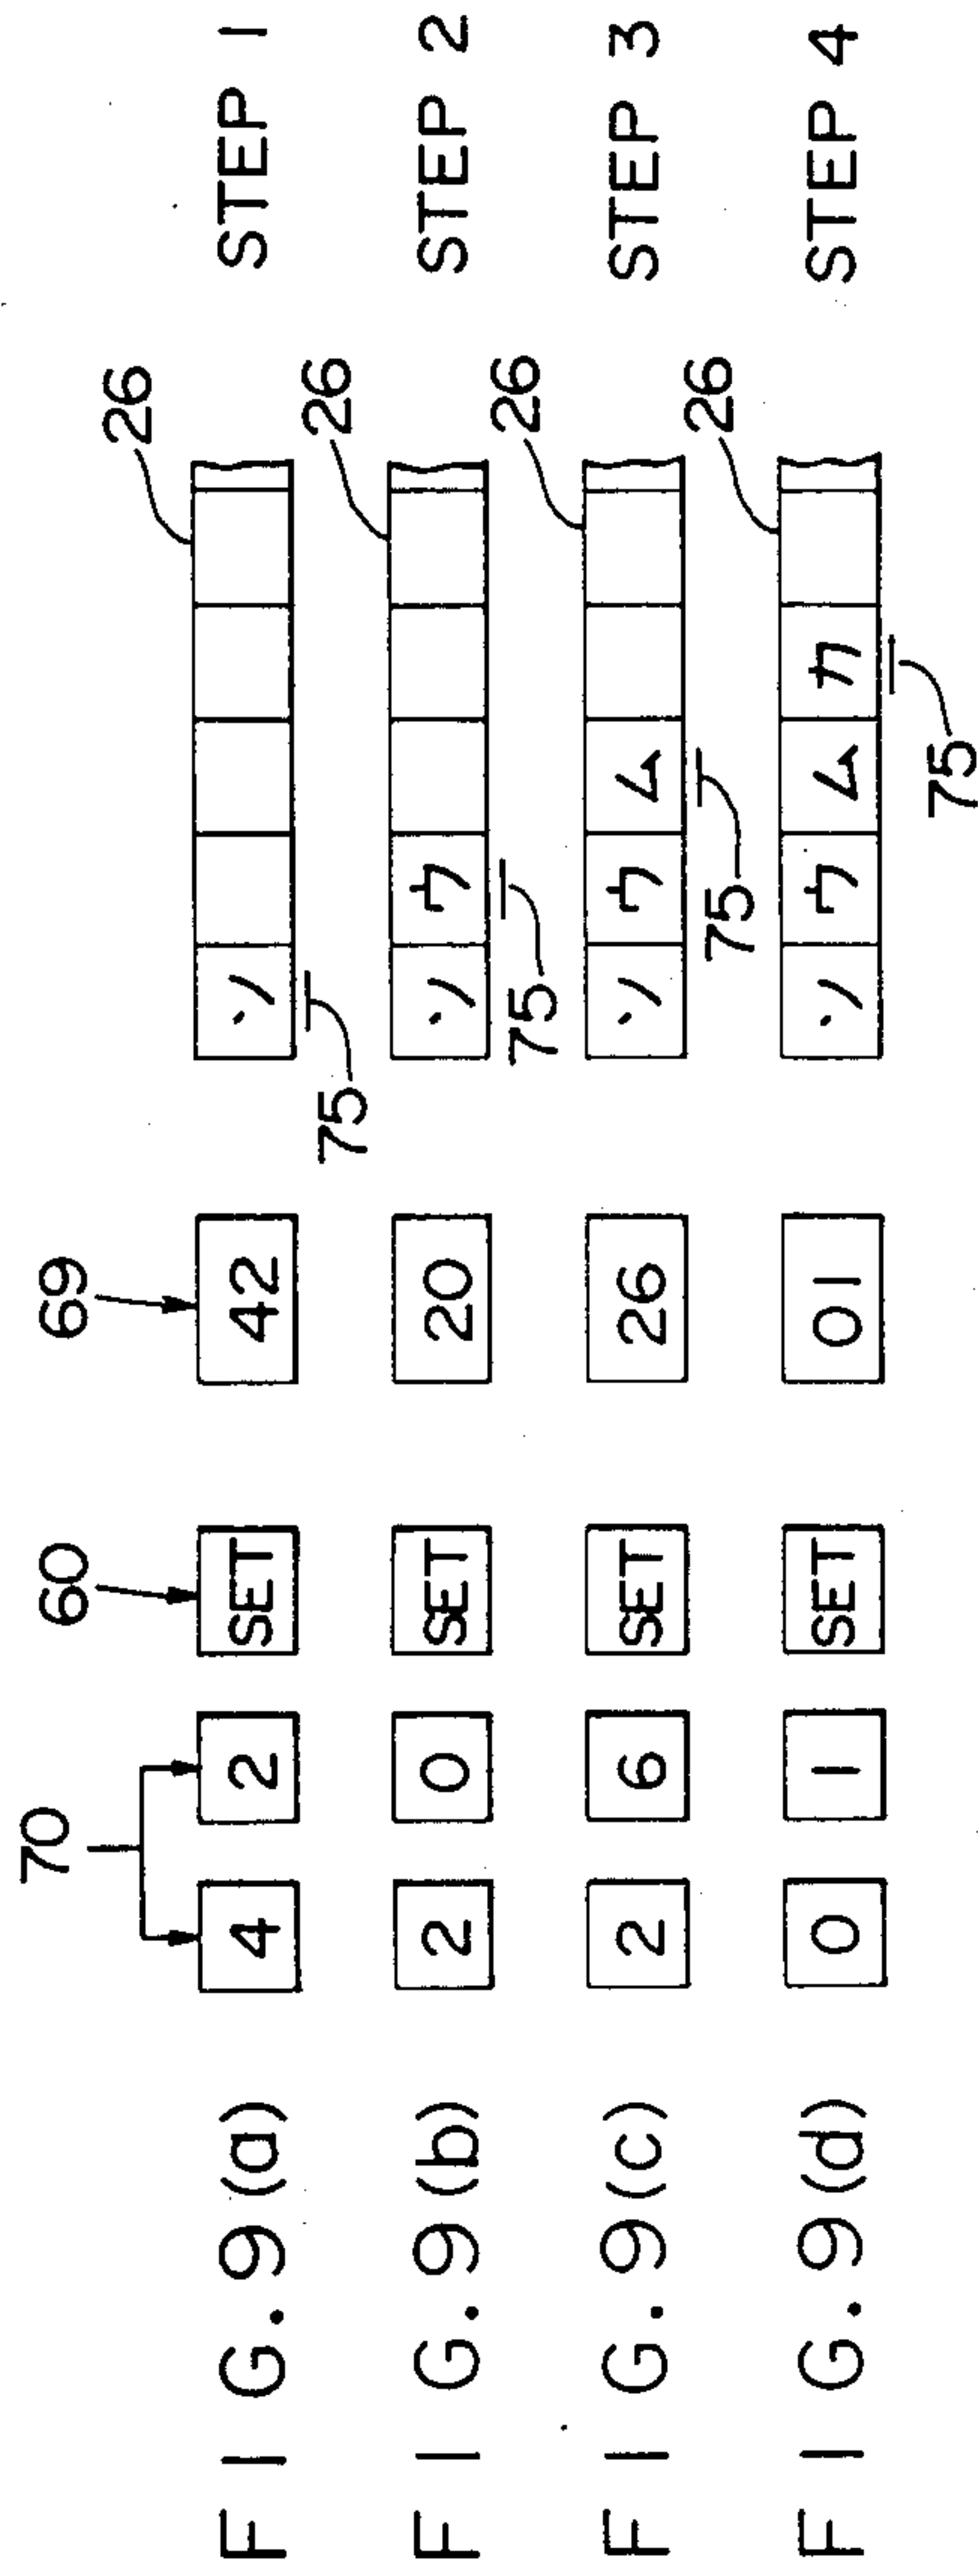 70 60 69 26
FIG.9(a) 4 2 SET 42 ソ STEP 1
75 26
FIG.9(b) 2 0 SET 20 ソ ウ STEP 2
75 26
FIG.9(c) 2 6 SET 26 ソ ウ ム STEP 3
75 26
FIG.9(d) 0 1 SET 01 ソ ウ ム カ STEP 4
75